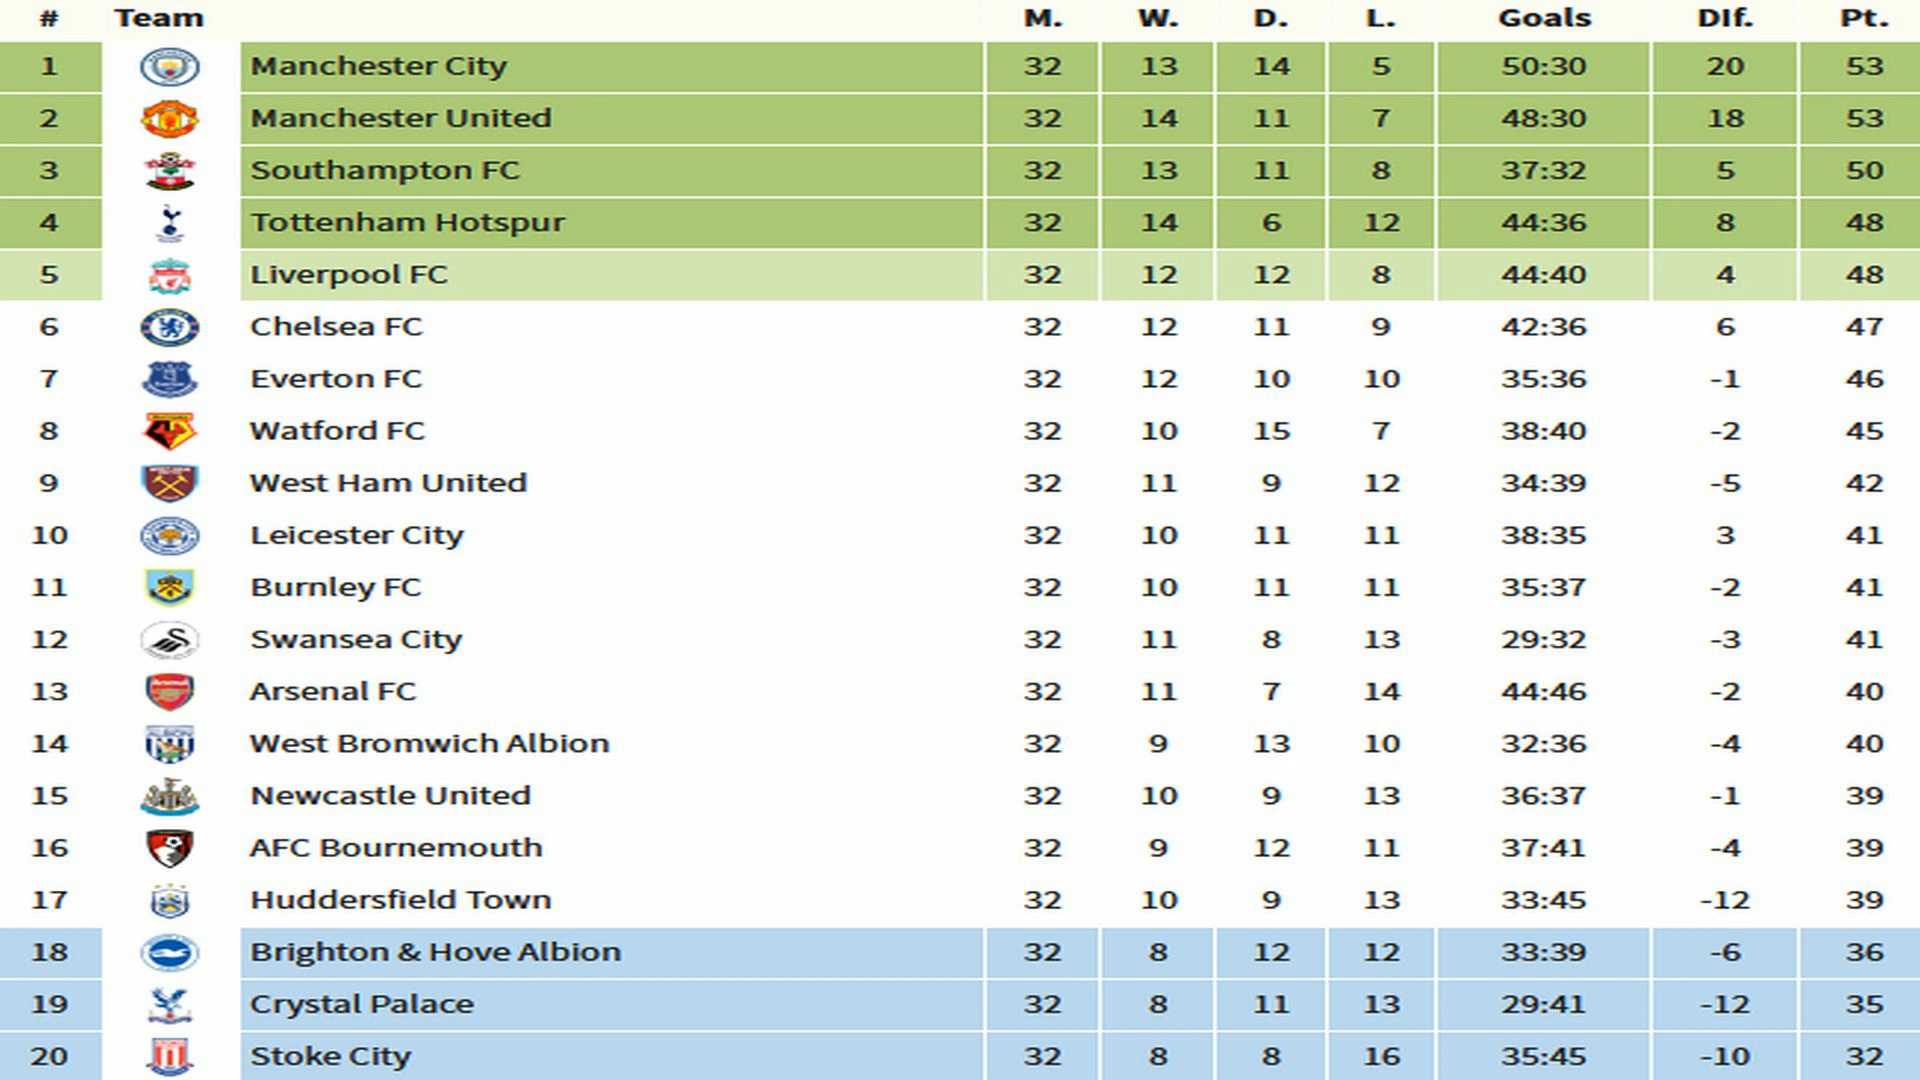 # Team M. W. D. L. Goals DIf. Pt.
1 Manchester City 32 13 14 5 50:30 20 53
2 Manchester United 32 14 11 7 48:30 18 53
3 Southampton FC 32 13 11 8 37:32 5 50
4 Tottenham Hotspur 32 14 6 12 44:36 8 48
5 Liverpool FC 32 12 12 8 44:40 4 48
6 Chelsea FC 32 12 11 9 42:36 6 47
7 Everton FC 32 12 10 10 35:36 -1 46
8 Watford FC 32 10 15 7 38:40 -2 45
9 West Ham United 32 11 9 12 34:39 -5 42
10 Leicester City 32 10 11 11 38:35 3 41
11 Burnley FC 32 10 11 11 35:37 -2 41
12 Swansea City 32 11 8 13 29:32 -3 41
13 Arsenal FC 32 11 7 14 44:46 -2 40
14 West Bromwich Albion 32 9 13 10 32:36 -4 40
15 Newcastle United 32 10 9 13 36:37 -1 39
16 AFC Bournemouth 32 9 12 11 37:41 -4 39
17 Huddersfield Town 32 10 9 13 33:45 -12 39
18 Brighton & Hove Albion 32 8 12 12 33:39 -6 36
19 Crystal Palace 32 8 11 13 29:41 -12 35
20 Stoke City 32 8 8 16 35:45 -10 32